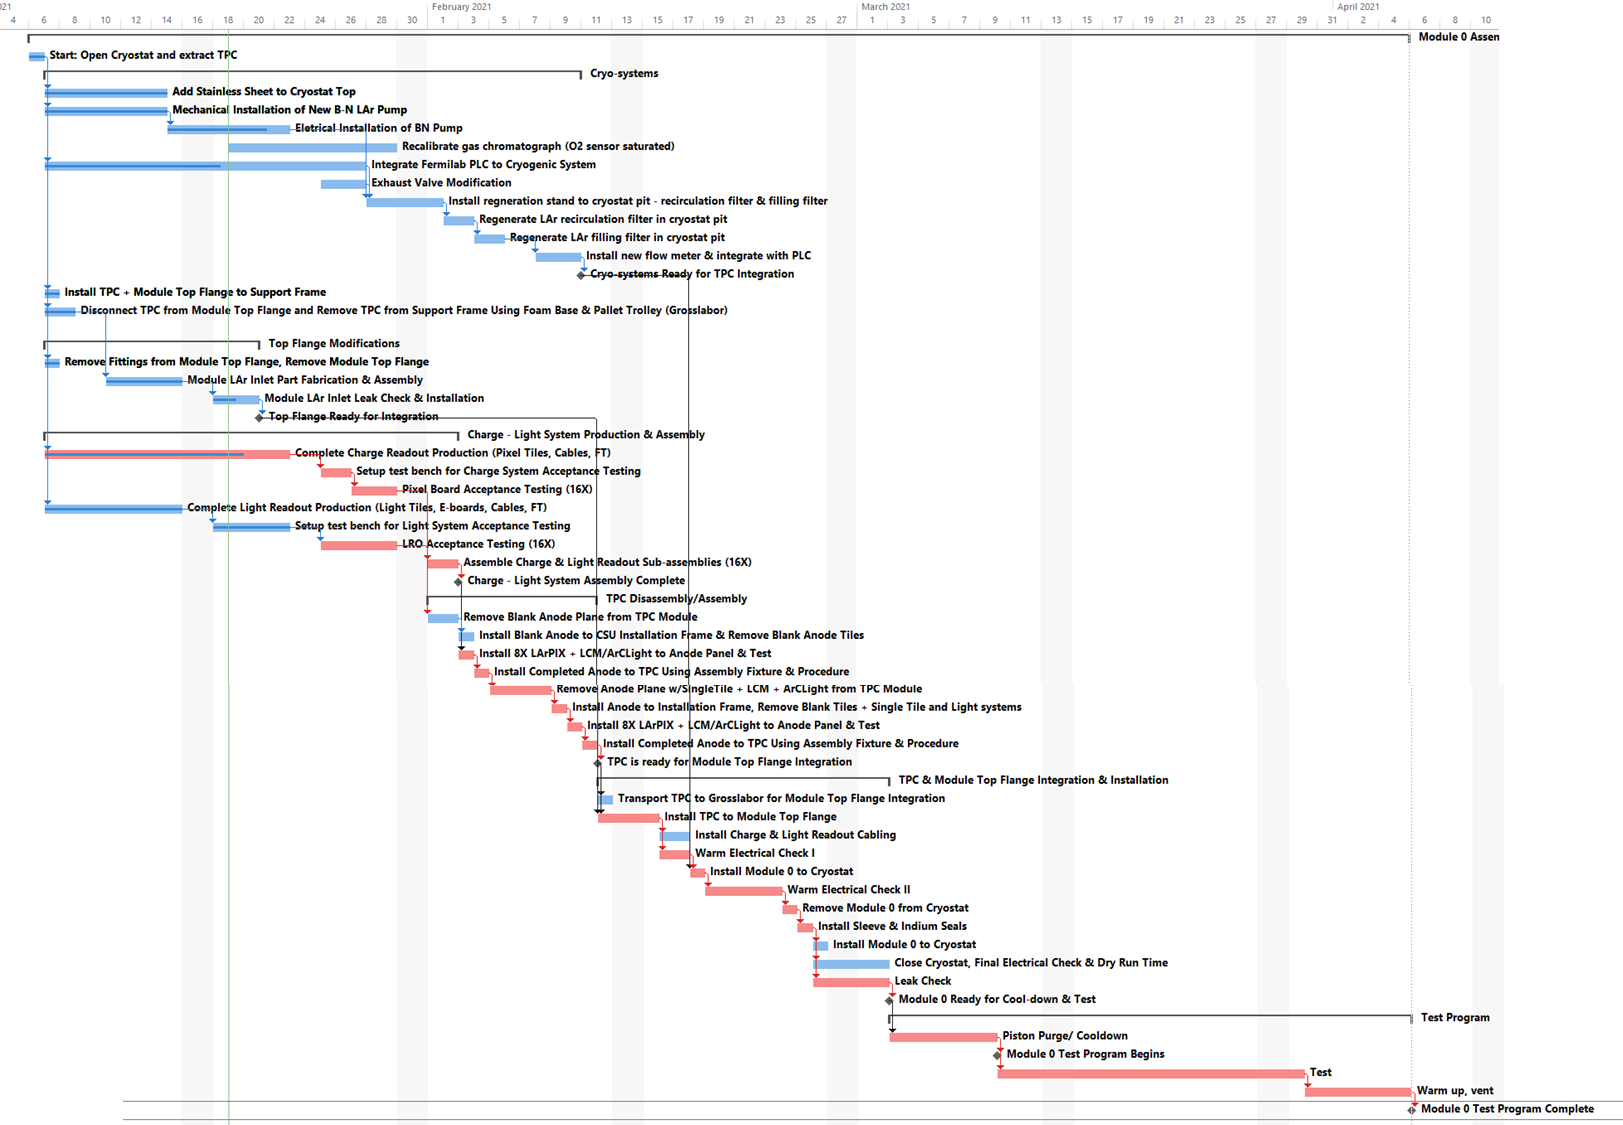 021 February 2021 March 2021 April 2021
4 6 8 10 12 14 16 18 20 22 24 26 28 30 1 3 5 7 9 11 13 15 17 19 21 23 25 27 1 3 5 7 9 11 13 15 17 19 21 23 25 27 29 31 2 4 6 8 10
Module 0 Assen
Start: Open Cryostat and extract TPC
Cryo-systems
Add Stainless Sheet to Cryostat Top
Mechanical Installation of New B-N LAr Pump
Eletrical Installation of BN Pump
Recalibrate gas chromatograph (O2 sensor saturated)
Integrate Fermilab PLC to Cryogenic System
Exhaust Valve Modification
Install regneration stand to cryostat pit - recirculation filter & filling filter
Regenerate LAr recirculation filter in cryostat pit
Regenerate LAr filling filter in cryostat pit
Install new flow meter & integrate with PLC
Cryo-systems Ready for TPC Integration
Install TPC + Module Top Flange to Support Frame
Disconnect TPC from Module Top Flange and Remove TPC from Support Frame Using Foam Base & Pallet Trolley (Grosslabor)
Top Flange Modifications
Remove Fittings from Module Top Flange, Remove Module Top Flange
Module LAr Inlet Part Fabrication & Assembly
Module LAr Inlet Leak Check & Installation
Top Flange Ready for Integration
Charge - Light System Production & Assembly
Complete Charge Readout Production (Pixel Tiles, Cables, FT)
Setup test bench for Charge System Acceptance Testing
Pixel Board Acceptance Testing (16X)
Complete Light Readout Production (Light Tiles, E-boards, Cables, FT)
Setup test bench for Light System Acceptance Testing
LRO Acceptance Testing (16X)
Assemble Charge & Light Readout Sub-assemblies (16X)
Charge - Light System Assembly Complete
TPC Disassembly/Assembly
Remove Blank Anode Plane from TPC Module
Install Blank Anode to CSU Installation Frame & Remove Blank Anode Tiles
Install 8X LArPIX + LCM/ArCLight to Anode Panel & Test
Install Completed Anode to TPC Using Assembly Fixture & Procedure
Remove Anode Plane w/SingleTile + LCM + ArCLight from TPC Module
Install Anode to Installation Frame, Remove Blank Tiles + Single Tile and Light systems
Install 8X LArPIX + LCM/ArCLight to Anode Panel & Test
Install Completed Anode to TPC Using Assembly Fixture & Procedure
TPC is ready for Module Top Flange Integration
TPC & Module Top Flange Integration & Installation
Transport TPC to Grosslabor for Module Top Flange Integration
Install TPC to Module Top Flange
Install Charge & Light Readout Cabling
Warm Electrical Check I
Install Module 0 to Cryostat
Warm Electrical Check II
Remove Module 0 from Cryostat
Install Sleeve & Indium Seals
Install Module 0 to Cryostat
Close Cryostat, Final Electrical Check & Dry Run Time
Leak Check
Module 0 Ready for Cool-down & Test
Test Program
Piston Purge/ Cooldown
Module 0 Test Program Begins
Test
Warm up, vent
Module 0 Test Program Complete